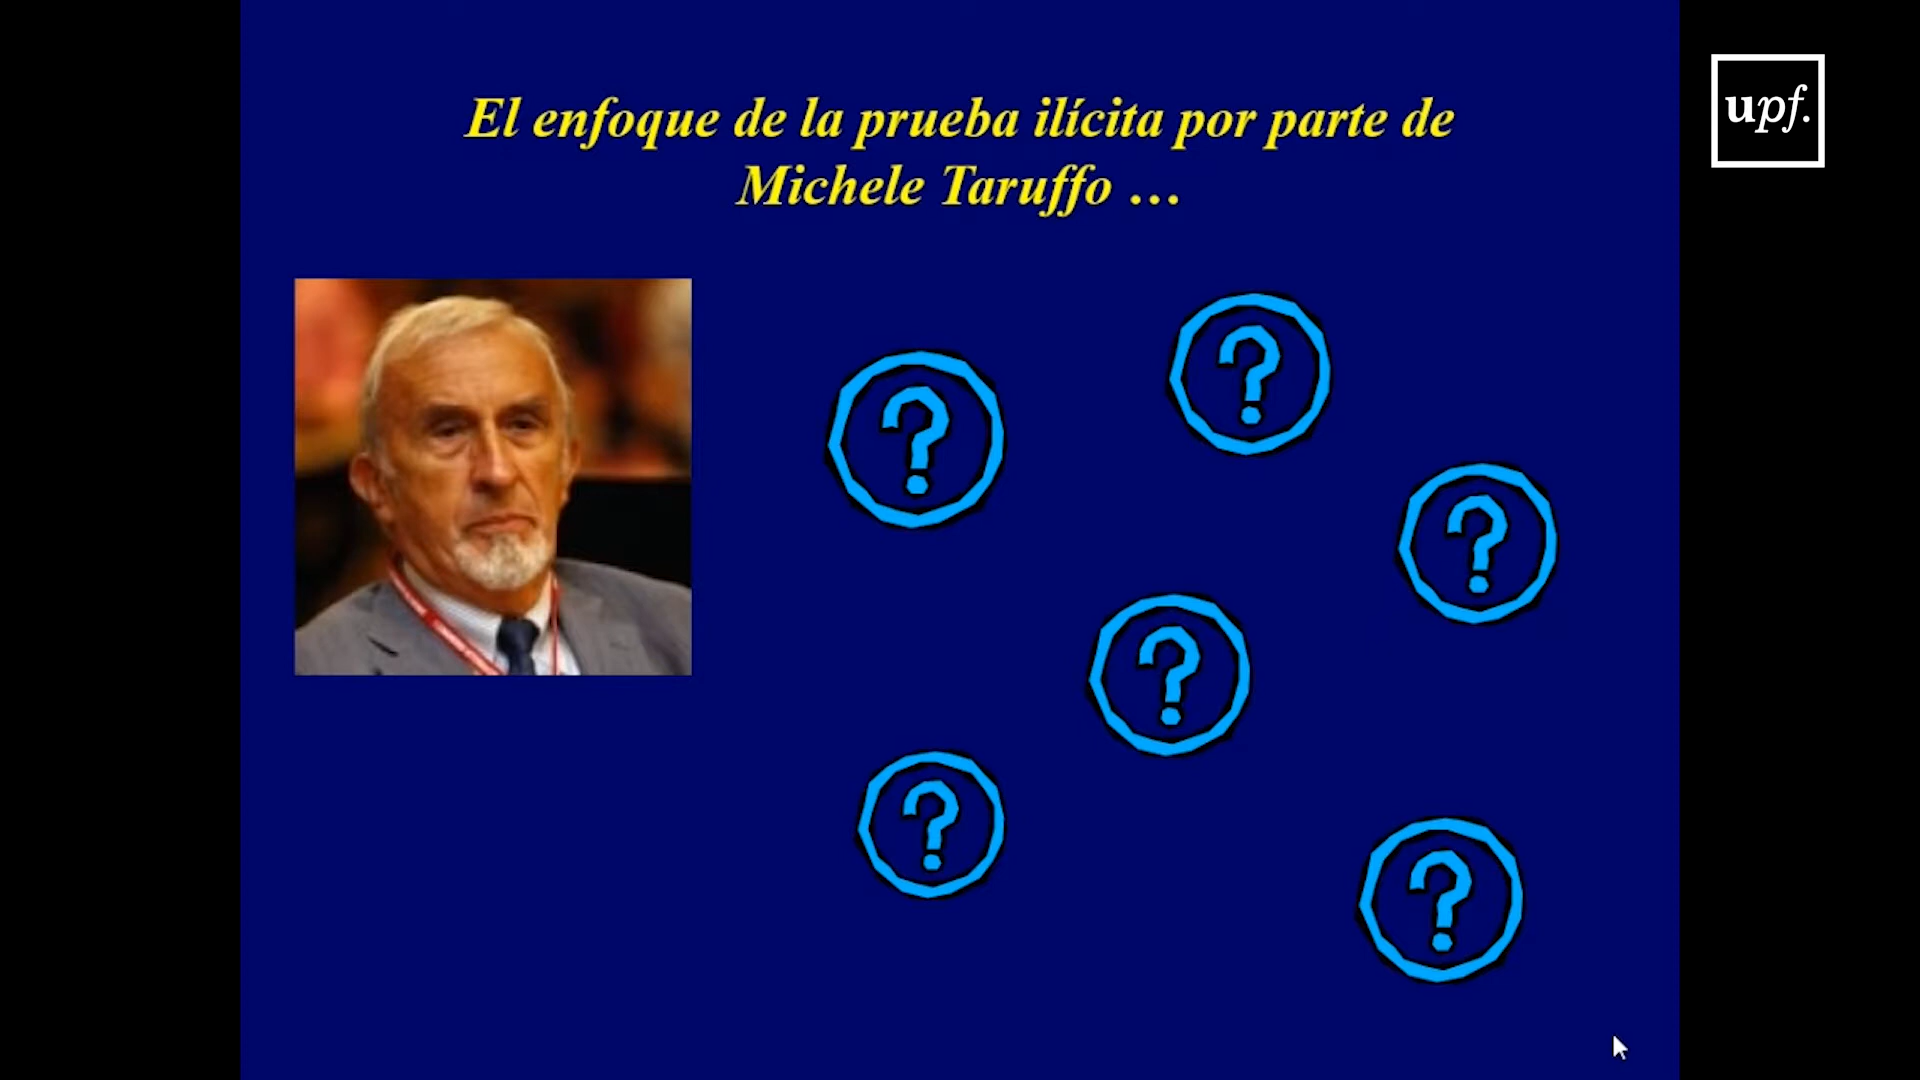 El enfoque de la prueba ilícita por parte de
Michele Taruffo …
upf.
?
?
?
?
?
?